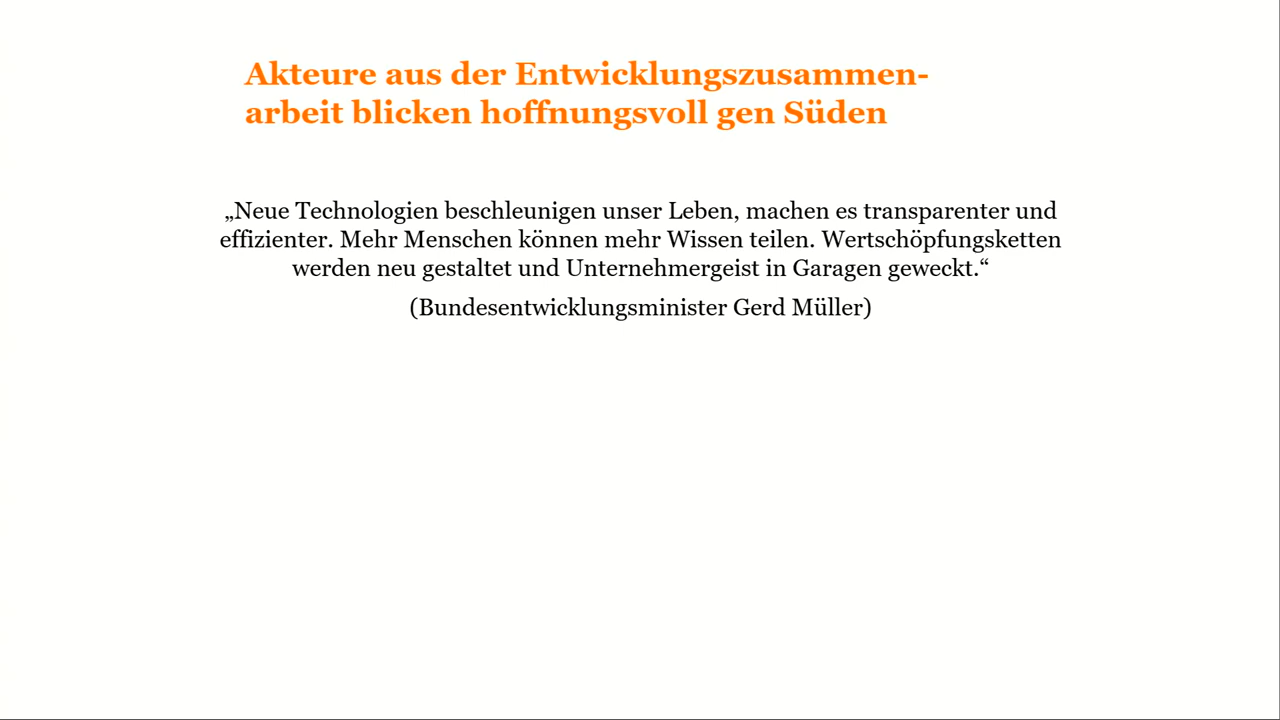 Akteure aus der Entwicklungszusammen-
arbeit blicken hoffnungsvoll gen Süden
„Neue Technologien beschleunigen unser Leben, machen es transparenter und
effizienter. Mehr Menschen können mehr Wissen teilen. Wertschöpfungsketten
werden neu gestaltet und Unternehmergeist in Garagen geweckt.“
(Bundesentwicklungsminister Gerd Müller)